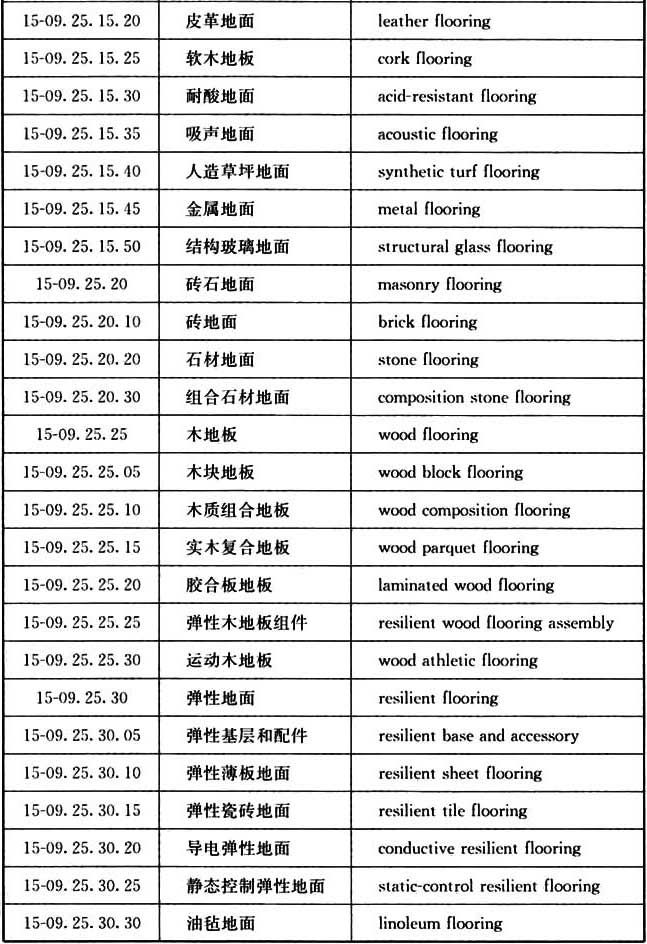 15-09.25.15.20 皮革地面 leather flooring
15-09.25.15.25 软木地板 cork flooring
15-09.25.15.30 耐酸地面 acid-resistant flooring
15-09.25.15.35 吸声地面 acoustic flooring
15-09.25.15.40 人造草坪地面 synthetic turf flooring
15-09.25.15.45 金属地面 metal flooring
15-09.25.15.50 结构玻璃地面 structural glass flooring
15-09.25.20 砖石地面 masonry flooring
15-09.25.20.10 砖地面 brick flooring
15-09.25.20.20 石材地面 stone flooring
15-09.25.20.30 组合石材地面 composition stone flooring
15-09.25.25 木地板 wood flooring
15-09.25.25.05 木块地板 wood block flooring
15-09.25.25.10 木质组合地板 wood composition flooring
15-09.25.25.15 实木复合地板 wood parquet flooring
15-09.25.25.20 胶合板地板 laminated wood flooring
15-09.25.25.25 弹性木地板组件 resilient wood flooring assembly
15-09.25.25.30 运动木地板 wood athletic flooring
15-09.25.30 弹性地面 resilient flooring
15-09.25.30.05 弹性基层和配件 resilient base and accessory
15-09.25.30.10 弹性薄板地面 resilient sheet flooring
15-09.25.30.15 弹性瓷砖地面 resilient tile flooring
15-09.25.30.20 导电弹性地面 conductive resilient flooring
15-09.25.30.25 静态控制弹性地面 static-control resilient flooring
15-09.25.30.30 油毡地面 linoleum flooring